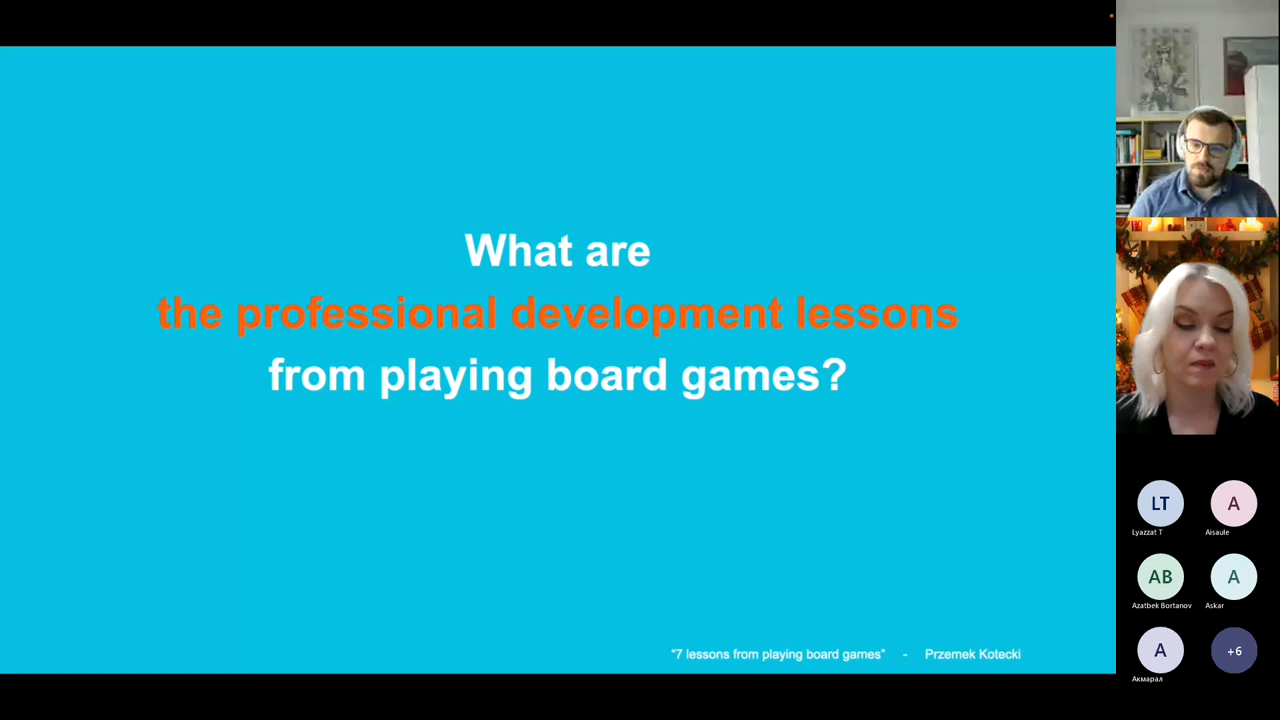 What are
the professional development lessons
from playing board games?
"7 lessons from playing board games" - Przemek Kotecki
LT
A
Lyazzat T
Aisaule
AB
A
Azatbek Bortanov
Askar
A
+6
Акмарал